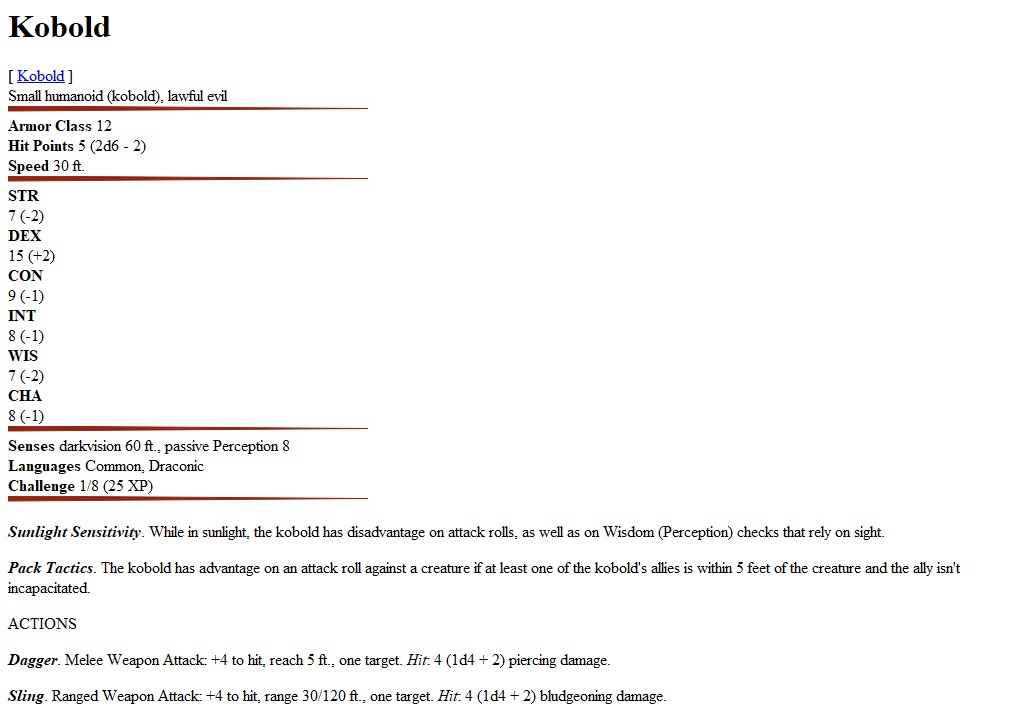 Kobold
[ Kobold ]
Small humanoid (kobold), lawful evil
Armor Class 12
Hit Points 5 (2d6 - 2)
Speed 30 ft.
STR
7 (-2)
DEX
15 (+2)
CON
9 (-1)
INT
8 (-1)
WIS
7 (-2)
CHA
8 (-1)
Senses darkvision 60 ft., passive Perception 8
Languages Common, Draconic
Challenge 1/8 (25 XP)
Sunlight Sensitivity. While in sunlight, the kobold has disadvantage on attack rolls, as well as on Wisdom (Perception) checks that rely on sight.
Pack Tactics. The kobold has advantage on an attack roll against a creature if at least one of the kobold's allies is within 5 feet of the creature and the ally isn't
incapacitated.
ACTIONS
Dagger. Melee Weapon Attack: +4 to hit, reach 5 ft., one target. Hit: 4 (1d4 + 2) piercing damage.
Sling. Ranged Weapon Attack: +4 to hit, range 30/120 ft., one target. Hit: 4 (1d4 + 2) bludgeoning damage.